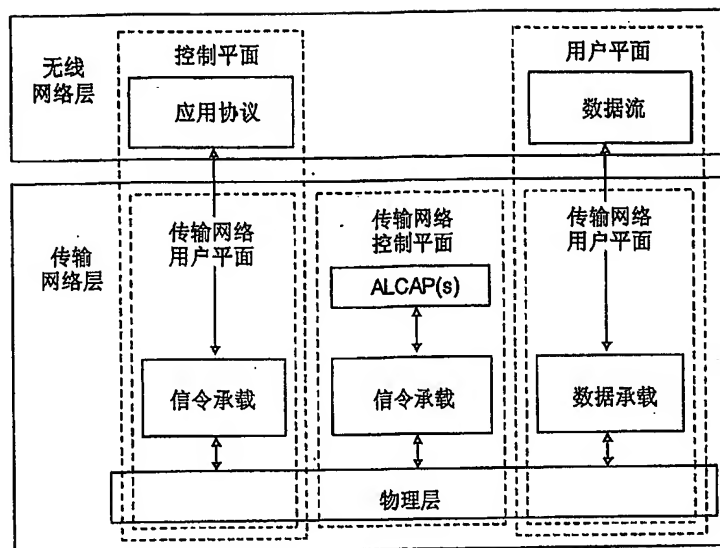 无线
网络层
控制平面
用户平面
应用协议
数据流
传输
网络层
传输网络
用户平面
传输网络
控制平面
传输网络
用户平面
ALCAP(s)
信令承载
信令承载
数据承载
物理层